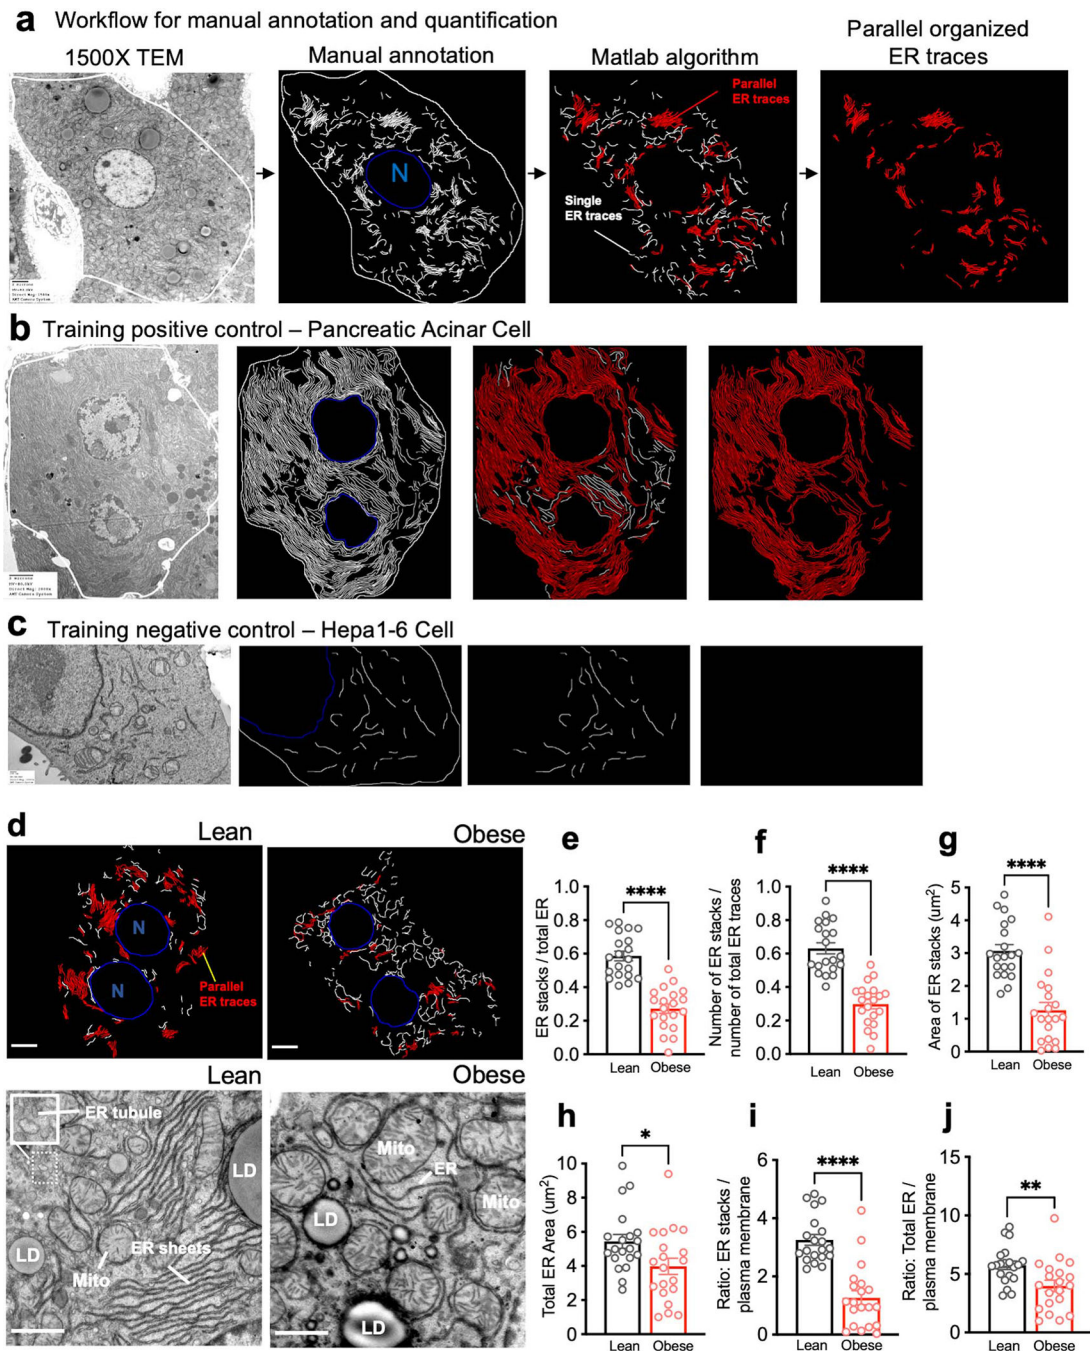 a Workflow for manual annotation and quantification
1500X TEM
Manual annotation
Matlab algorithm
Parallel organized
ER traces
N
Parallel
ER traces
Single
ER traces
b Training positive control – Pancreatic Acinar Cell
c Training negative control – Hepa1-6 Cell
d
Lean
Obese
N
N
Parallel
ER traces
Lean
Obese
ER tubule
LD
LD
Mito
ER sheets
Mito
ER
Mito
LD
LD
e
****
ER stacks / total ER
1.0
0.8
0.6
0.4
0.2
0.0
Lean
Obese
f
****
Number of ER stacks /
number of total ER traces
1.0
0.8
0.6
0.4
0.2
0.0
Lean
Obese
g
****
Area of ER stacks (um²)
5
4
3
2
1
0
Lean
Obese
h
*
Total ER Area (um²)
10
8
6
4
2
0
Lean
Obese
i
****
Ratio: ER stacks /
plasma membrane
6
4
2
0
Lean
Obese
j
**
Ratio: Total ER /
plasma membrane
15
10
5
0
Lean
Obese